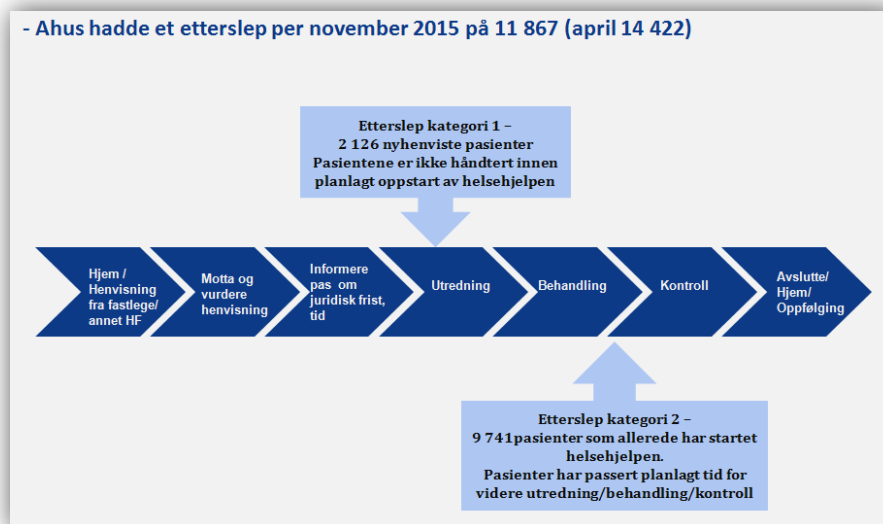 - Ahus hadde et etterslep per november 2015 på 11 867 (april 14 422)
Etterslep kategori 1 –
2 126 nyhenviste pasienter
Pasientene er ikke håndtert innen
planlagt oppstart av helsehjelpen
Hjem /
Henvisning
fra fastlege/
annet HF
Motta og
vurdere
henvisning
Informere
pas om
juridisk frist,
tid
Utredning
Behandling
Kontroll
Avslutte/
Hjem/
Oppfølging
Etterslep kategori 2 –
9 741pasienter som allerede har startet
helsehjelpen.
Pasienter har passert planlagt tid for
videre utredning/behandling/kontroll